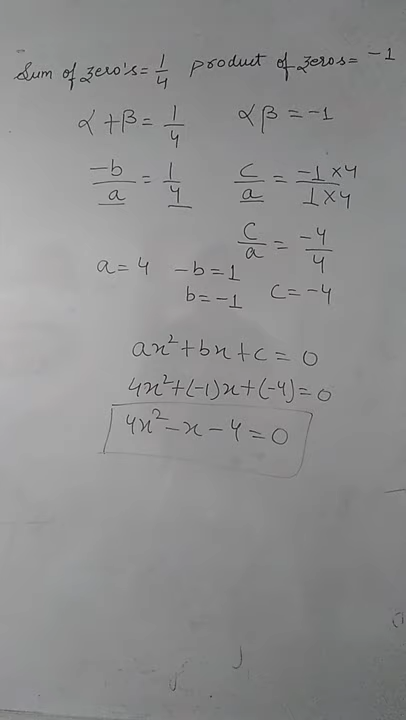 Sum of zero's = 1/4 product of zeros = -1
α + β = 1/4 αβ = -1
-b/a = 1/4 c/a = -1×4/1×4
c/a = -4/4
a = 4 -b = 1
b = -1 c = -4
ax² + bx + c = 0
4x² + (-1)x + (-4) = 0
4x² - x - 4 = 0